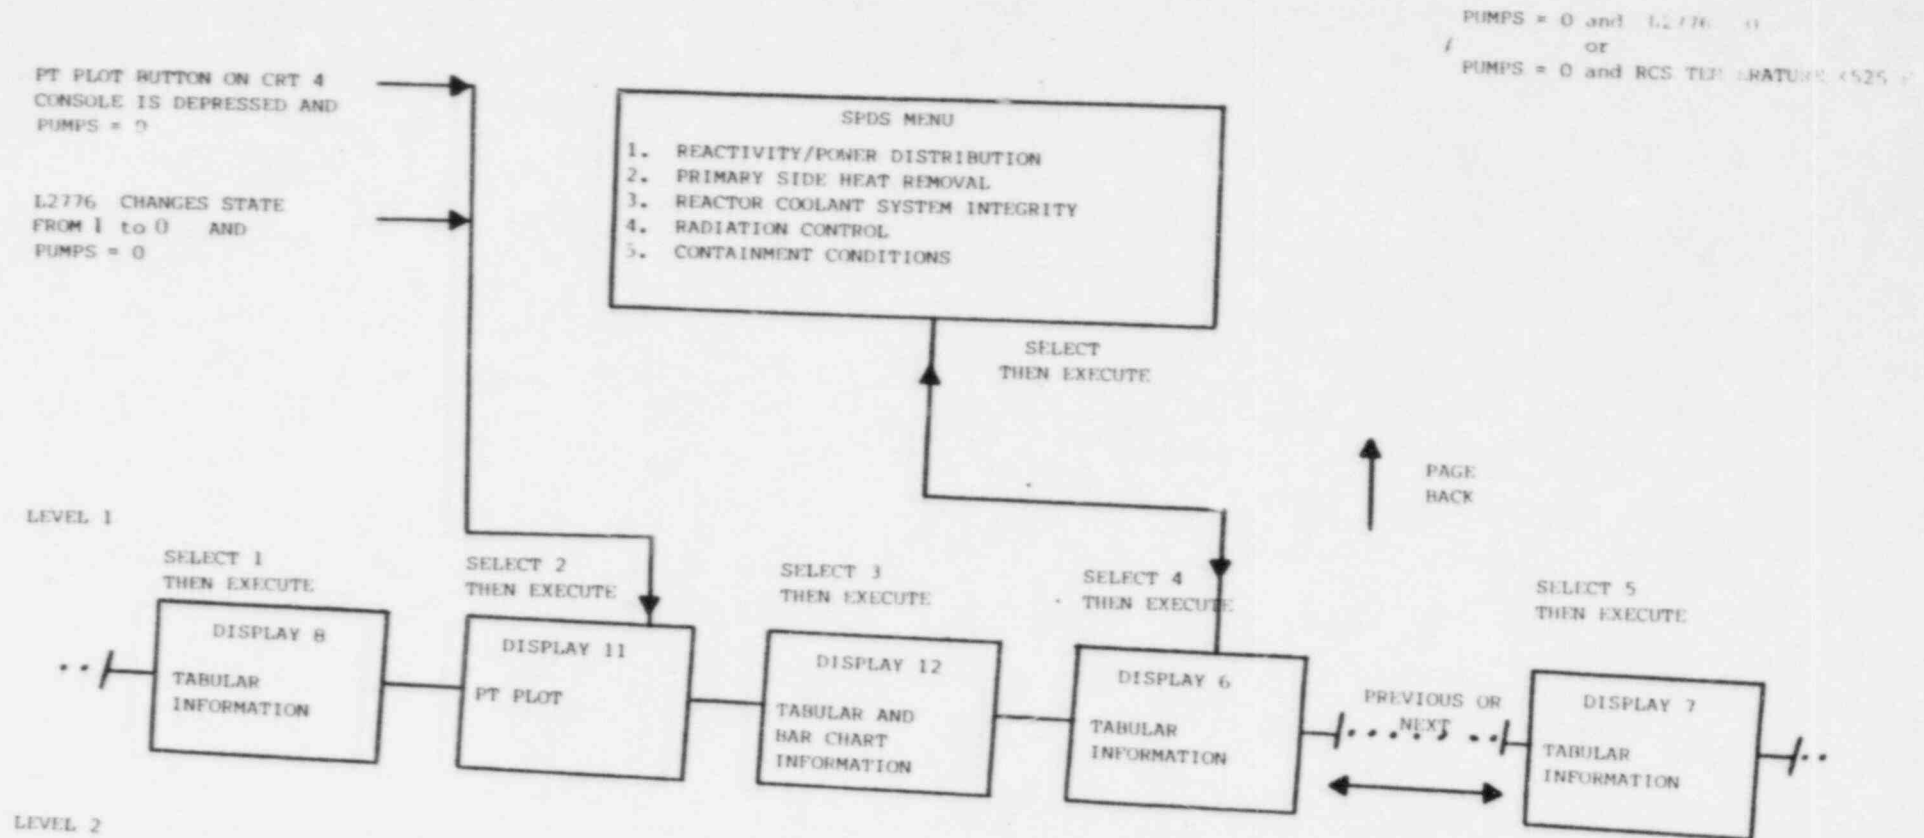 PUMPS = 0 and L2776
or
PUMPS = 0 and RCS <525
PT PLOT BUTTON ON CRT 4
CONSOLE IS DEPRESSED AND
PUMPS = 0
L2776 CHANGES STATE
FROM 1 to 0 AND
PUMPS = 0
SPDS MENU
1. REACTIVITY/POWER DISTRIBUTION
2. PRIMARY SIDE HEAT REMOVAL
3. REACTOR COOLANT SYSTEM INTEGRITY
4. RADIATION CONTROL
5. CONTAINMENT CONDITIONS
SELECT
THEN EXECUTE
PAGE
BACK
LEVEL 1
SELECT 1
THEN EXECUTE
SELECT 2
THEN EXECUTE
SELECT 3
THEN EXECUTE
SELECT 4
THEN EXECUTE
SELECT 5
THEN EXECUTE
DISPLAY 8
TABULAR
INFORMATION
DISPLAY 11
PT PLOT
DISPLAY 12
TABULAR AND
BAR CHART
INFORMATION
DISPLAY 6
TABULAR
INFORMATION
PREVIOUS OR
NEXT
DISPLAY 7
TABULAR
INFORMATION
LEVEL 2